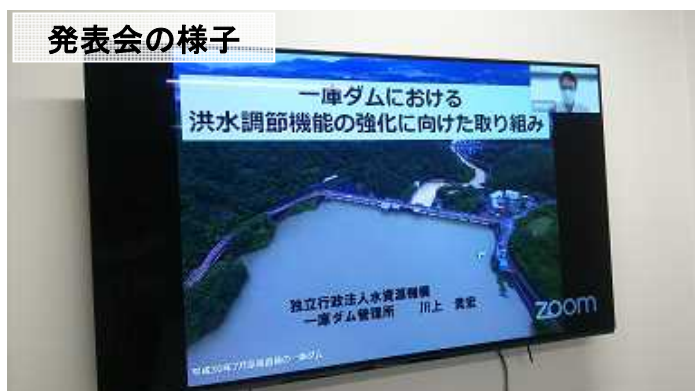 発表会の様子
一庫ダムにおける
洪水調節機能の強化に向けた取り組み
独立行政法人水資源機構
一庫ダム管理所 川上
zoom